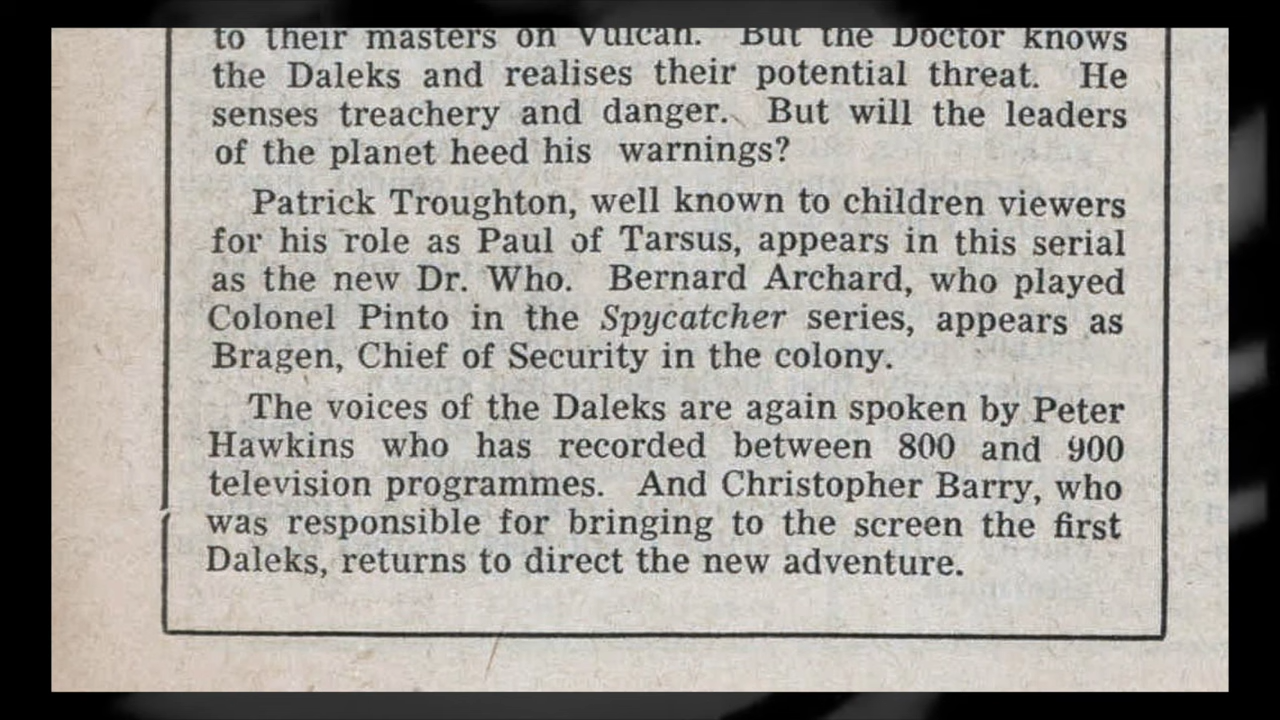 to their masters on Vulcan. But the Doctor knows
the Daleks and realises their potential threat. He
senses treachery and danger. But will the leaders
of the planet heed his warnings?
Patrick Troughton, well known to children viewers
for his role as Paul of Tarsus, appears in this serial
as the new Dr. Who. Bernard Archard, who played
Colonel Pinto in the Spycatcher series, appears as
Bragen, Chief of Security in the colony.
The voices of the Daleks are again spoken by Peter
Hawkins who has recorded between 800 and 900
television programmes. And Christopher Barry, who
was responsible for bringing to the screen the first
Daleks, returns to direct the new adventure.